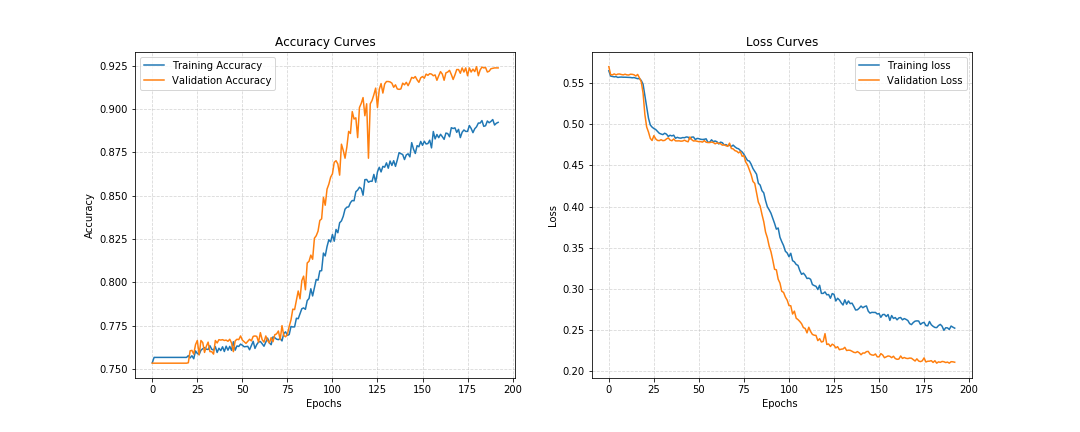 Accuracy Curves
Training Accuracy
Validation Accuracy
0.925
0.900
0.875
0.850
0.825
0.800
0.775
0.750
Accuracy
0 25 50 75 100 125 150 175 200
Epochs
Loss Curves
Training loss
Validation Loss
0.55
0.50
0.45
0.40
0.35
0.30
0.25
0.20
Loss
0 25 50 75 100 125 150 175 200
Epochs